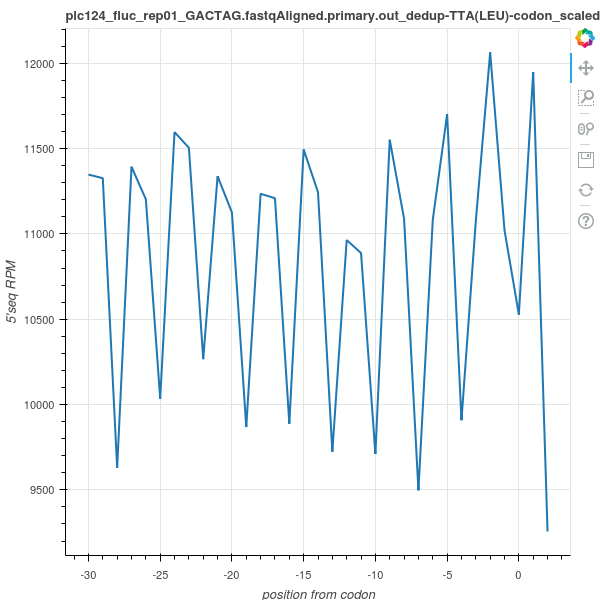 plc124_fluc_rep01_GACTAG.fastqAligned.primary.out_dedup-TTA(LEU)-codon_scaled
12000
11500
11000
10500
10000
9500
5'seq RPM
-30 -25 -20 -15 -10 -5 0
position from codon